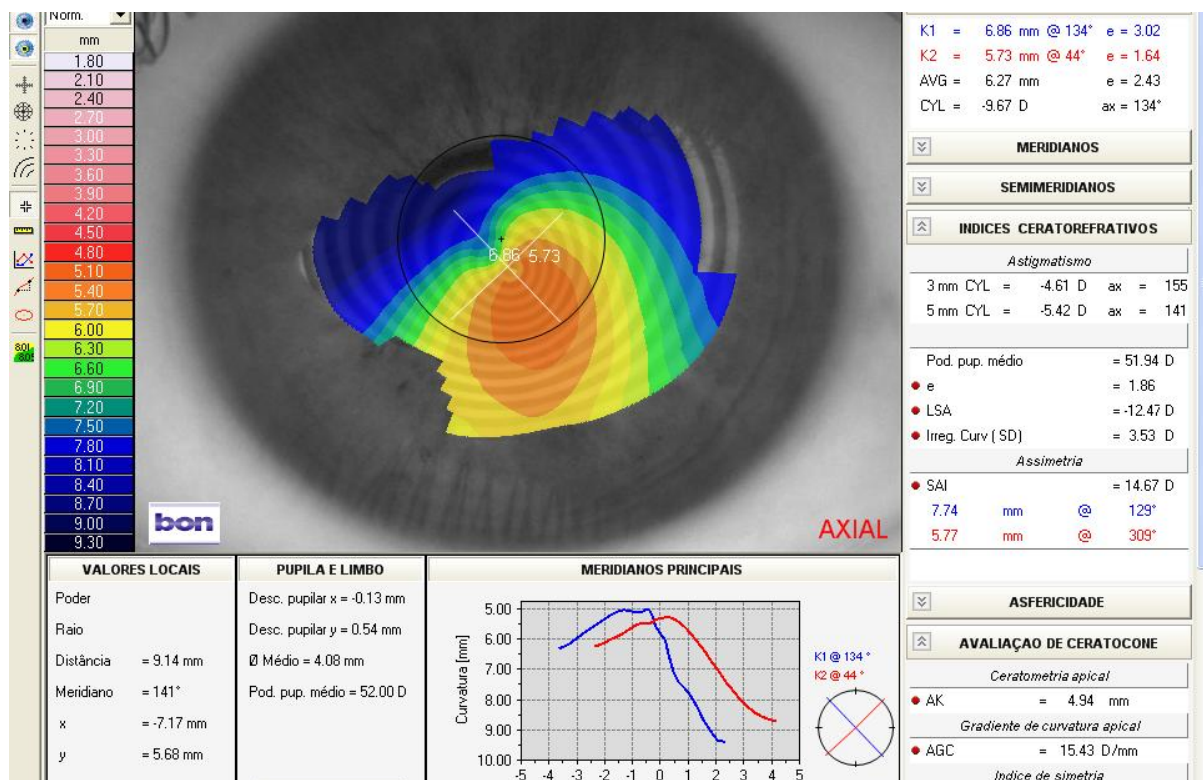 Norm.
mm
1.80
2.10
2.40
2.70
3.00
3.30
3.60
3.90
4.20
4.50
4.80
5.10
5.40
5.70
6.00
6.30
6.60
6.90
7.20
7.50
7.80
8.10
8.40
8.70
9.00
9.30
6.86 5.73
bon
AXIAL
K1 = 6.86 mm @ 134° e = 3.02
K2 = 5.73 mm @ 44° e = 1.64
AVG = 6.27 mm e = 2.43
CYL = -9.67 D ax = 134°
MERIDIANOS
SEMIMERIDIANOS
INDICES CERATOREFRATIVOS
Astigmatismo
3 mm CYL = -4.61 D ax = 155
5 mm CYL = -5.42 D ax = 141
Pod. pup. médio = 51.94 D
e = 1.86
LSA = -12.47 D
Irreg. Curv ( SD) = 3.53 D
Assimetria
SAI = 14.67 D
7.74 mm @ 129°
5.77 mm @ 309°
ASFERICIDADE
AVALIAÇAO DE CERATOCONE
Ceratometria apical
AK = 4.94 mm
Gradiente de curvatura apical
AGC = 15.43 D/mm
Indice de simetria
VALORES LOCAIS
Poder
Raio
Distância = 9.14 mm
Meridiano = 141°
x = -7.17 mm
y = 5.68 mm
PUPILA E LIMBO
Desc. pupilar x = -0.13 mm
Desc. pupilar y = 0.54 mm
Ø Médio = 4.08 mm
Pod. pup. médio = 52.00 D
MERIDIANOS PRINCIPAIS
Curvatura [mm]
5.00
6.00
7.00
8.00
9.00
10.00
-5 -4 -3 -2 -1 0 1 2 3 4 5
K1 @ 134 °
K2 @ 44 °